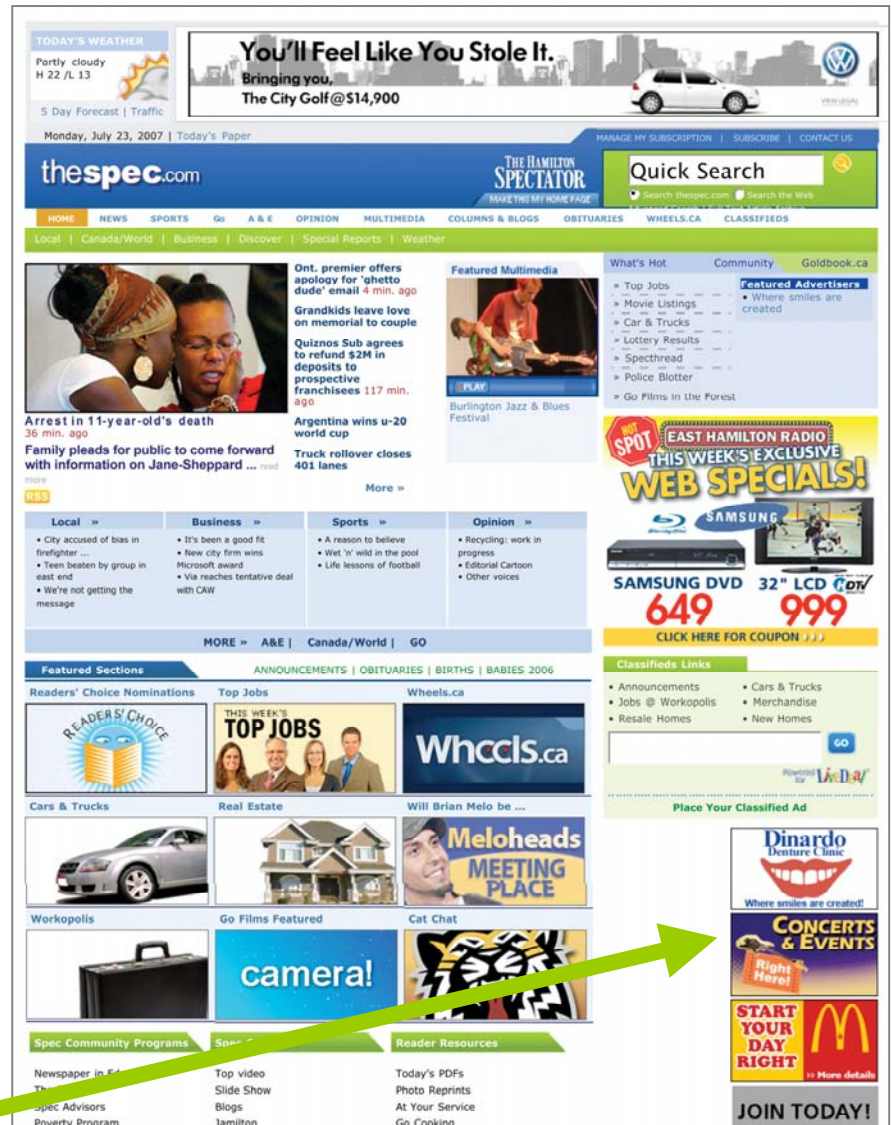 TODAY'S WEATHER
Partly cloudy
H 22 /L 13
5 Day Forecast | Traffic
You'll Feel Like You Stole It.
Bringing you,
The City Golf@$14,900
VIEW LEGAL
Monday, July 23, 2007 | Today's Paper
MANAGE MY SUBSCRIPTION | SUBSCRIBE | CONTACT US
thespec.com
THE HAMILTON
SPECTATOR
MAKE THIS MY HOME PAGE
Quick Search
Search thespec.com Search the Web
HOME NEWS SPORTS Go A & E OPINION MULTIMEDIA COLUMNS & BLOGS OBITUARIES WHEELS.CA CLASSIFIEDS
Local | Canada/World | Business | Discover | Special Reports | Weather
Arrest in 11-year-old's death
36 min. ago
Family pleads for public to come forward
with information on Jane-Sheppard ... read
more
RSS
Ont. premier offers
apology for 'ghetto
dude' email 4 min. ago
Grandkids leave love
on memorial to couple
Quiznos Sub agrees
to refund $2M in
deposits to
prospective
franchisees 117 min.
ago
Argentina wins u-20
world cup
Truck rollover closes
401 lanes
More »
Featured Multimedia
PLAY
Burlington Jazz & Blues
Festival
What's Hot Community Goldbook.ca
» Top Jobs
» Movie Listings
» Car & Trucks
» Lottery Results
» Specthread
» Police Blotter
» Go Films in the Forest
Featured Advertisers
• Where smiles are
created
HOT
SPOT
EAST HAMILTON RADIO
THIS WEEK'S EXCLUSIVE
WEB SPECIALS!
SAMSUNG
SAMSUNG DVD
649
32" LCD HDTV
999
CLICK HERE FOR COUPON
Local »
• City accused of bias in
firefighter ...
• Teen beaten by group in
east end
• We're not getting the
message
Business »
• It's been a good fit
• New city firm wins
Microsoft award
• Via reaches tentative deal
with CAW
Sports »
• A reason to believe
• Wet 'n' wild in the pool
• Life lessons of football
Opinion »
• Recycling: work in
progress
• Editorial Cartoon
• Other voices
MORE » A&E | Canada/World | GO
Classifieds Links
• Announcements
• Jobs @ Workopolis
• Resale Homes
• Cars & Trucks
• Merchandise
• New Homes
GO
Powered by LiveDeal
Place Your Classified Ad
Featured Sections
ANNOUNCEMENTS | OBITUARIES | BIRTHS | BABIES 2006
Readers' Choice Nominations
READERS' CHOICE
Top Jobs
THIS WEEK'S
TOP JOBS
Wheels.ca
Wheels.ca
Cars & Trucks
Real Estate
Will Brian Melo be ...
Meloheads
MEETING
PLACE
Workopolis
Go Films Featured
camera!
Cat Chat
Dinardo
Denture Clinic
Where smiles are created!
CONCERTS
& EVENTS
Right
Here!
START
YOUR
DAY
RIGHT
» More details
JOIN TODAY!
Spec Community Programs
Newspaper in Ed
Spec Advisors
Poverty Program
Top video
Slide Show
Blogs
Jamilton
Reader Resources
Today's PDFs
Photo Reprints
At Your Service
Go Cooking